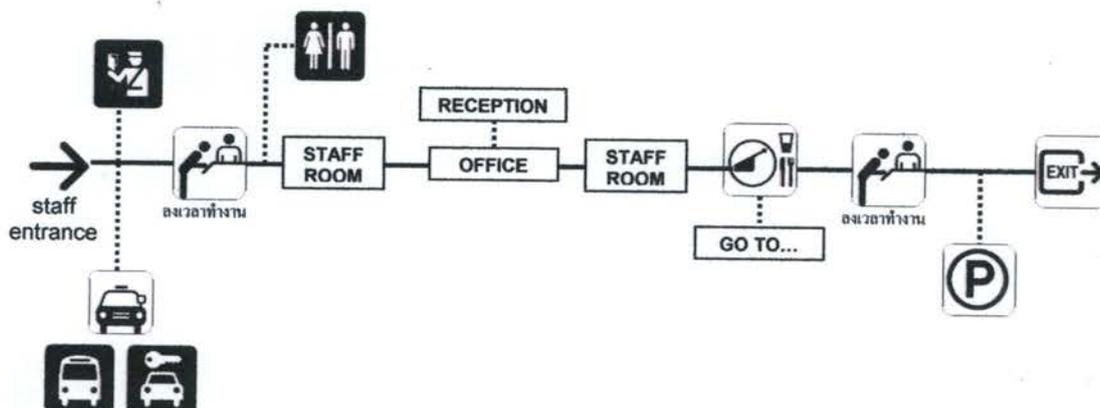 RECEPTION
STAFF
ROOM
OFFICE
STAFF
ROOM
EXIT
staff
entrance
ลงเวลาทำงาน
ลงเวลาทำงาน
GO TO...
P